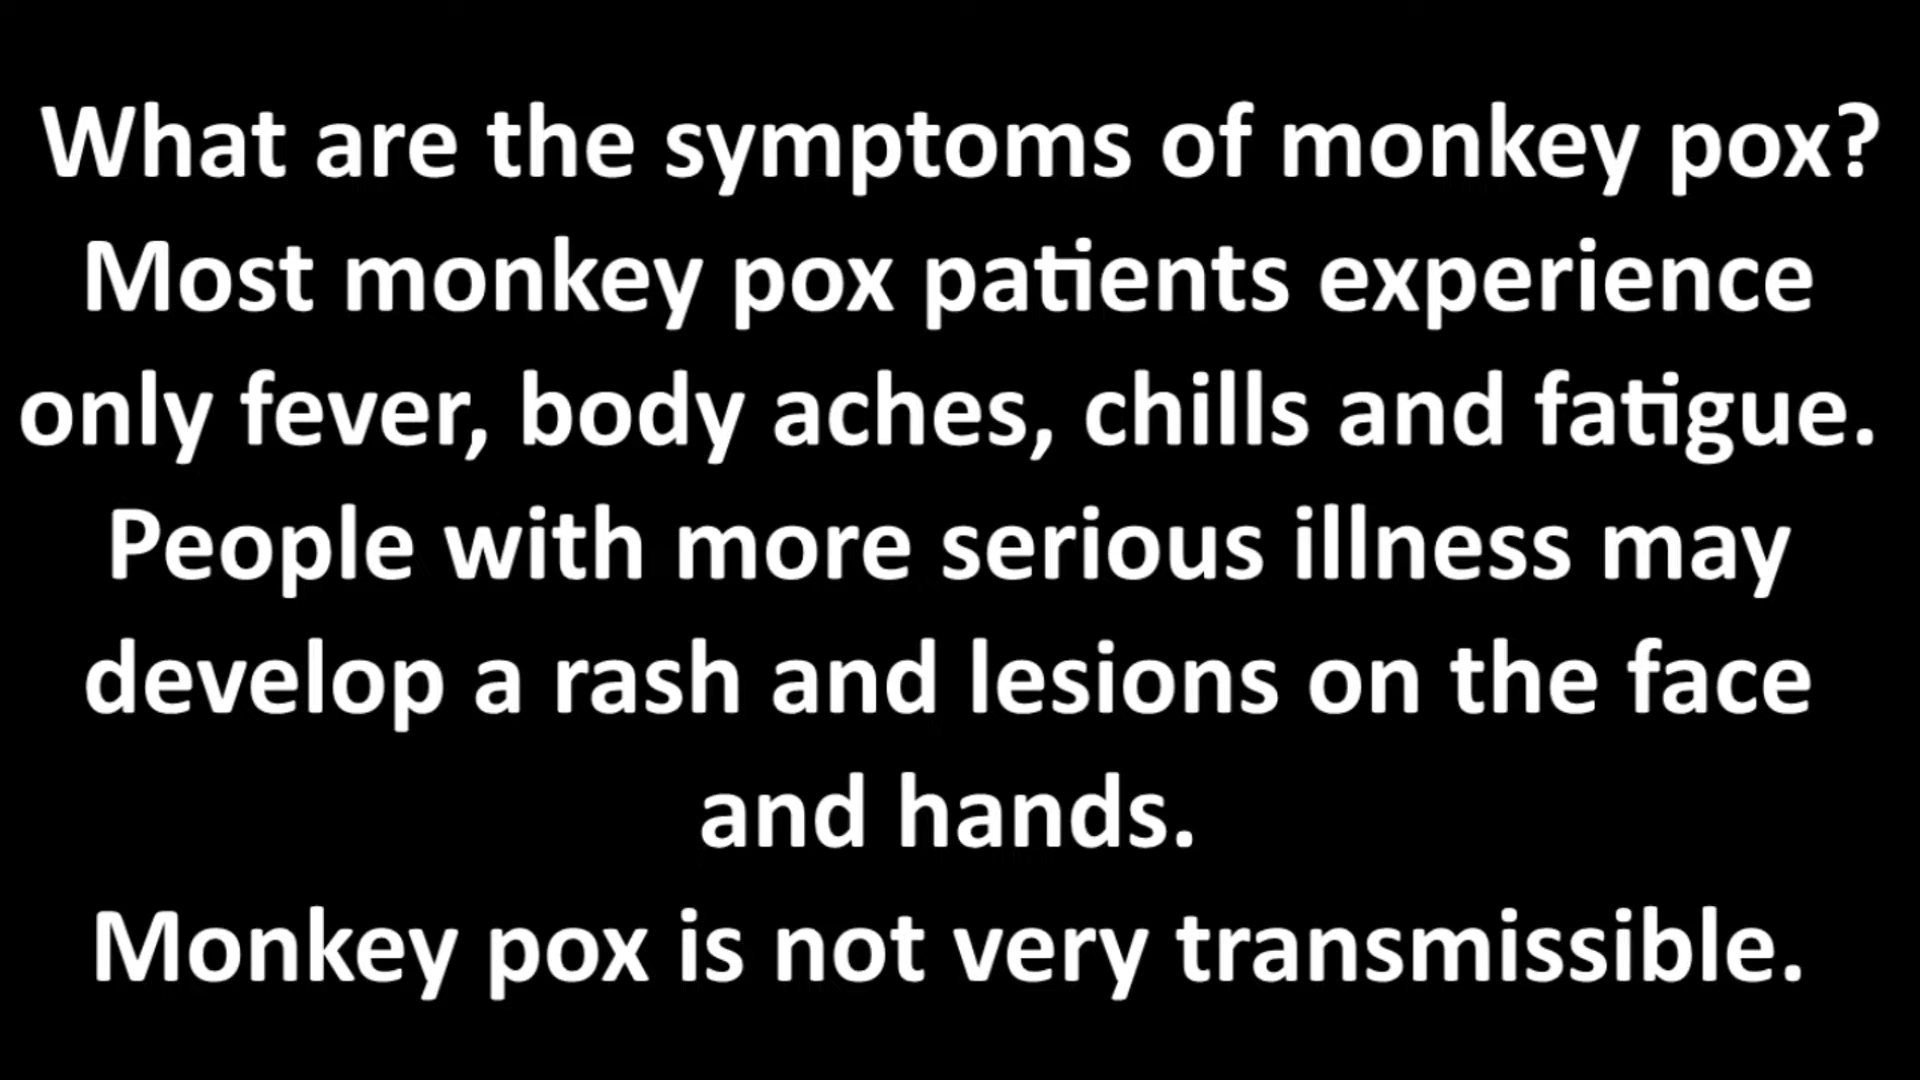 What are the symptoms of monkey pox?
Most monkey pox patients experience
only fever, body aches, chills and fatigue.
People with more serious illness may
develop a rash and lesions on the face
and hands.
Monkey pox is not very transmissible.